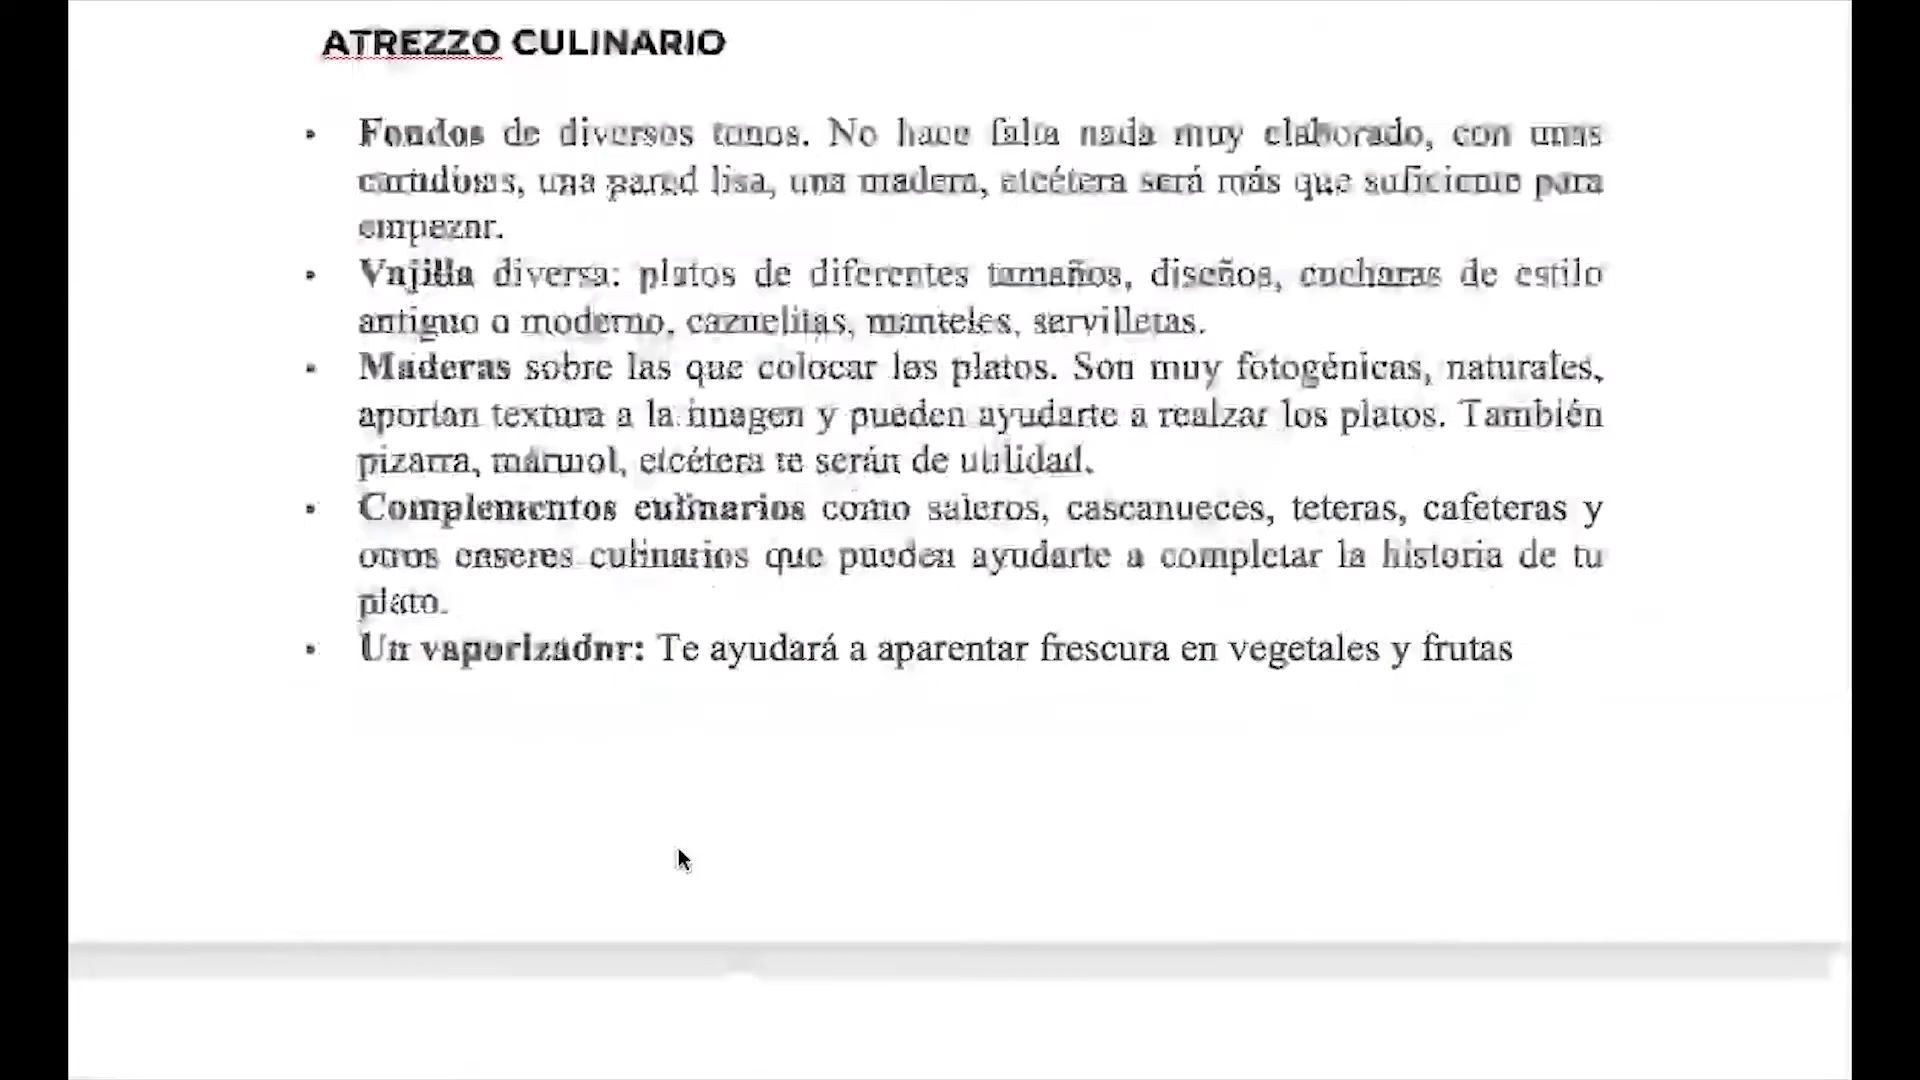 ATREZZO CULINARIO
• Fondos de diversos tonos. No hace falta nada muy elaborado, con unas
cartulinas, una pared lisa, una madera, etcétera será más que suficiente para
empezar.
• Vajilla diversa: platos de diferentes tamaños, diseños, cucharas de estilo
antiguo o moderno, cazuelitas, manteles, servilletas.
• Maderas sobre las que colocar los platos. Son muy fotogénicas, naturales,
aportan textura a la imagen y pueden ayudarte a realzar los platos. También
pizarra, mármol, etcétera te serán de utilidad.
• Complementos culinarios como saleros, cascanueces, teteras, cafeteras y
otros enseres culinarios que pueden ayudarte a completar la historia de tu
plato.
• Un vaporizador: Te ayudará a aparentar frescura en vegetales y frutas